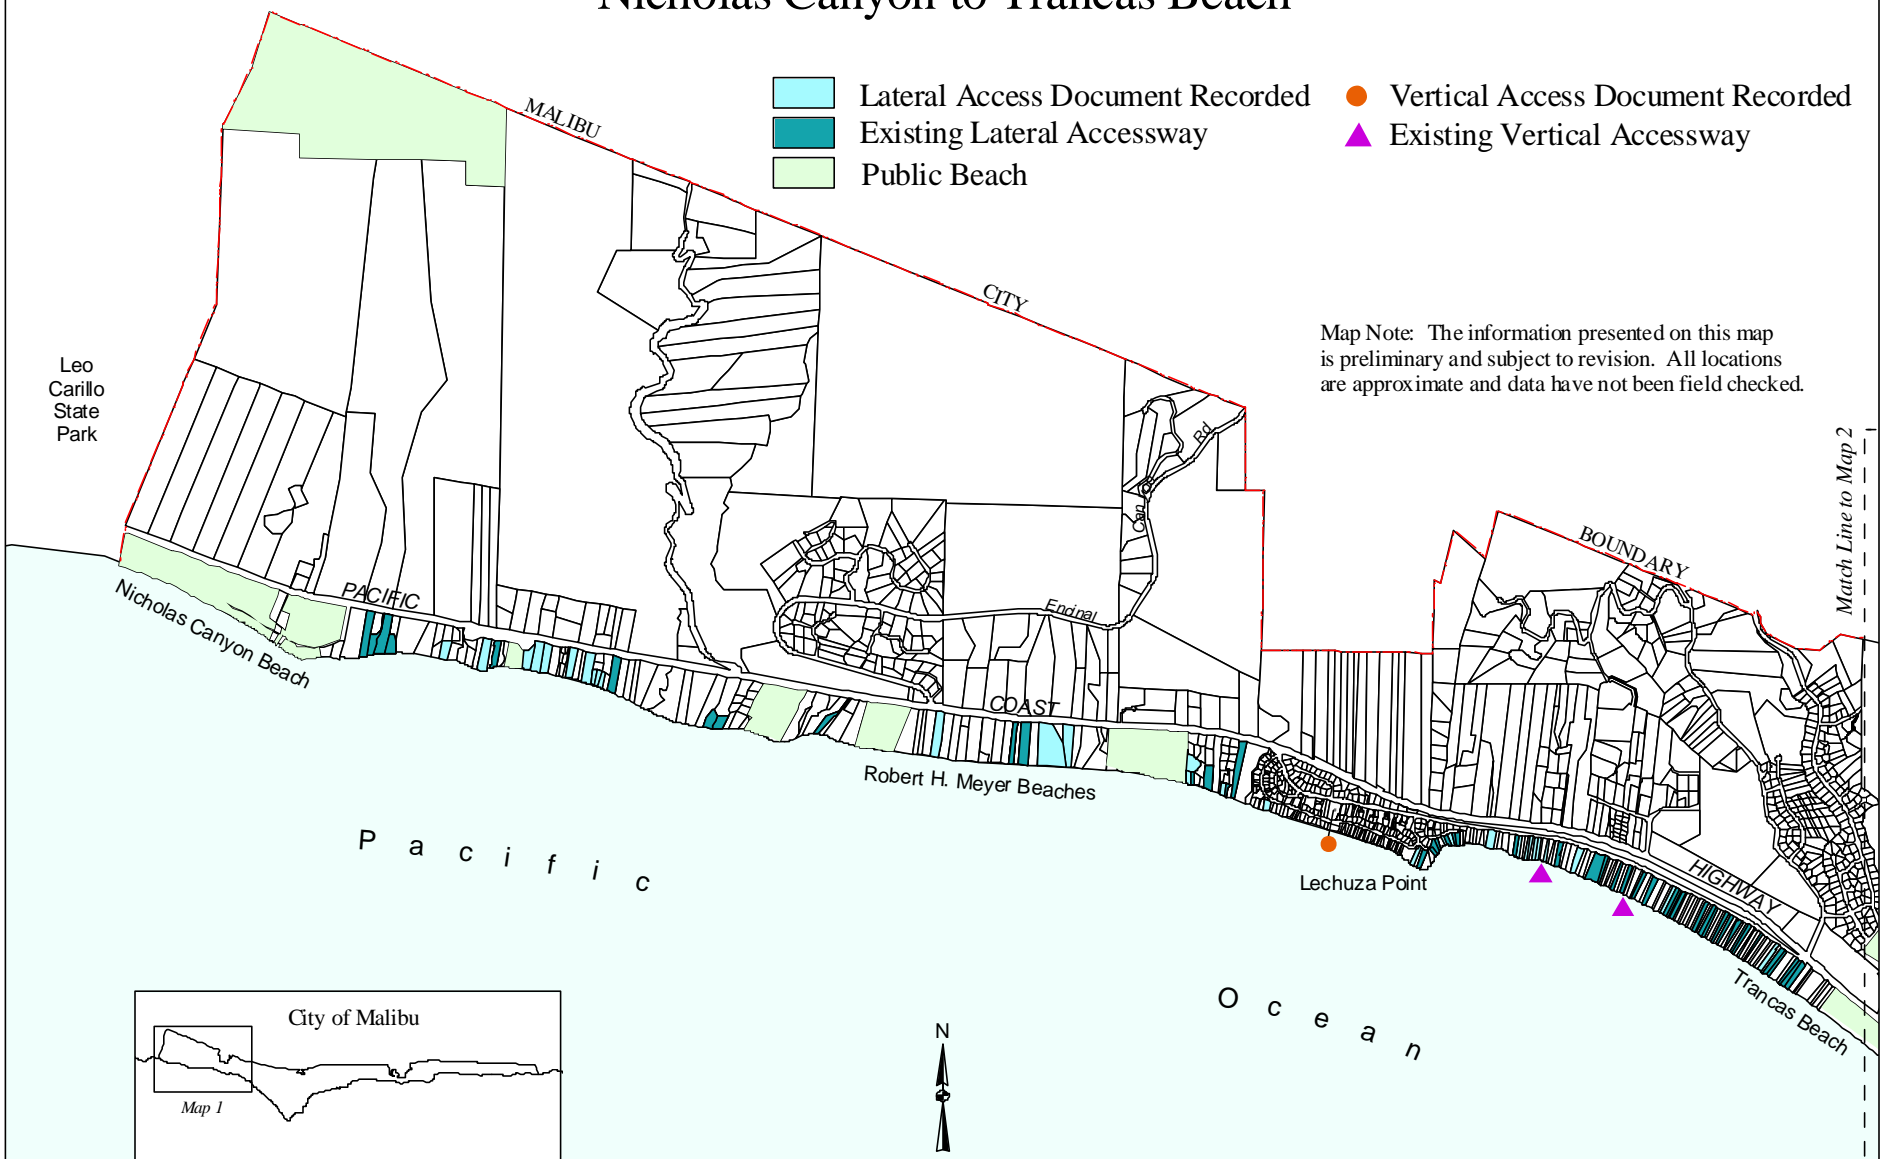 Nicholas Canyon to Trancas Beach
Lateral Access Document Recorded
Existing Lateral Accessway
Public Beach
Vertical Access Document Recorded
Existing Vertical Accessway
MALIBU
CITY
BOUNDARY
Map Note: The information presented on this map
is preliminary and subject to revision. All locations
are approximate and data have not been field checked.
Leo
Carillo
State
Park
Match Line to Map 2
Rd
Can
Encinal
PACIFIC
COAST
HIGHWAY
Nicholas Canyon Beach
Robert H. Meyer Beaches
Lechuza Point
Trancas Beach
Pacific
Ocean
City of Malibu
Map 1
N